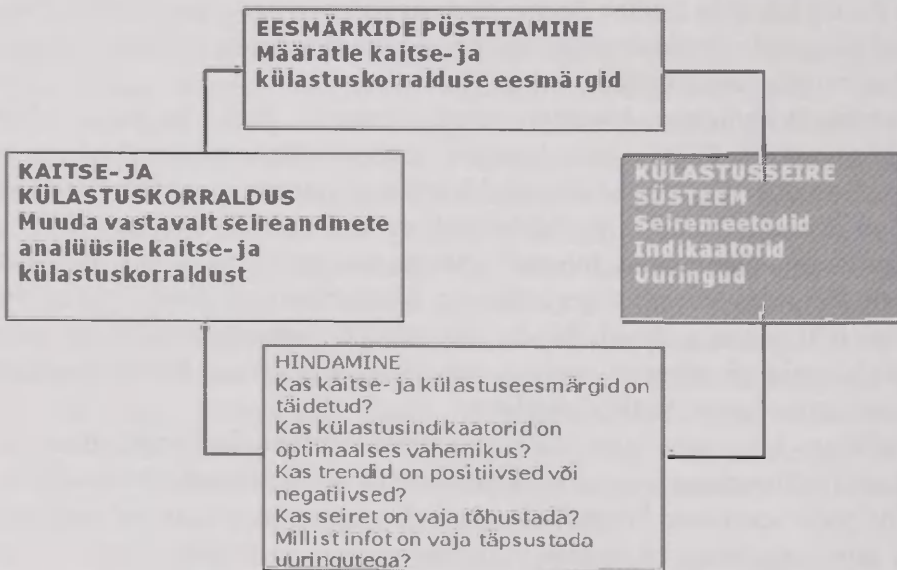 EESMÄRKIDE PÜSTITAMINE
Määratle kaitse- ja
külastuskorralduse eesmärgid
KAITSE- JA
KÜLASTUSKORRALDUS
Muuda vastavalt seireandmete
analüüsile kaitse- ja
külastuskorraldust
KÜLASTUSSEIRE
SÜSTEEM
Seiremeetodid
Indikaatorid
Uuringud
HINDAMINE
Kas kaitse- ja külastuseesmärgid on
täidetud?
Kas külastusindikaatorid on
optimaalses vahemikus?
Kas trendid on positiivsed või
negatiivsed?
Kas seiret on vaja tõhustada?
Millist infot on vaja täpsustada
uuringutega?